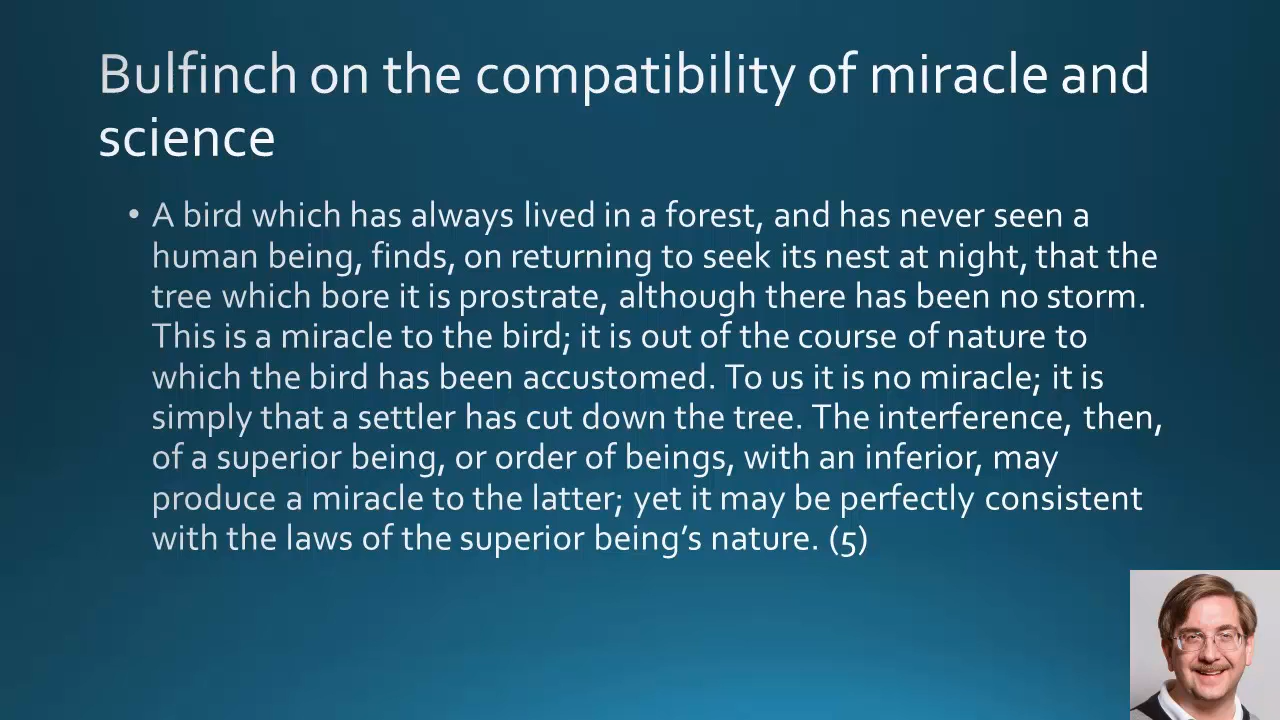 Bulfinch on the compatibility of miracle and
science
• A bird which has always lived in a forest, and has never seen a
human being, finds, on returning to seek its nest at night, that the
tree which bore it is prostrate, although there has been no storm.
This is a miracle to the bird; it is out of the course of nature to
which the bird has been accustomed. To us it is no miracle; it is
simply that a settler has cut down the tree. The interference, then,
of a superior being, or order of beings, with an inferior, may
produce a miracle to the latter; yet it may be perfectly consistent
with the laws of the superior being’s nature. (5)